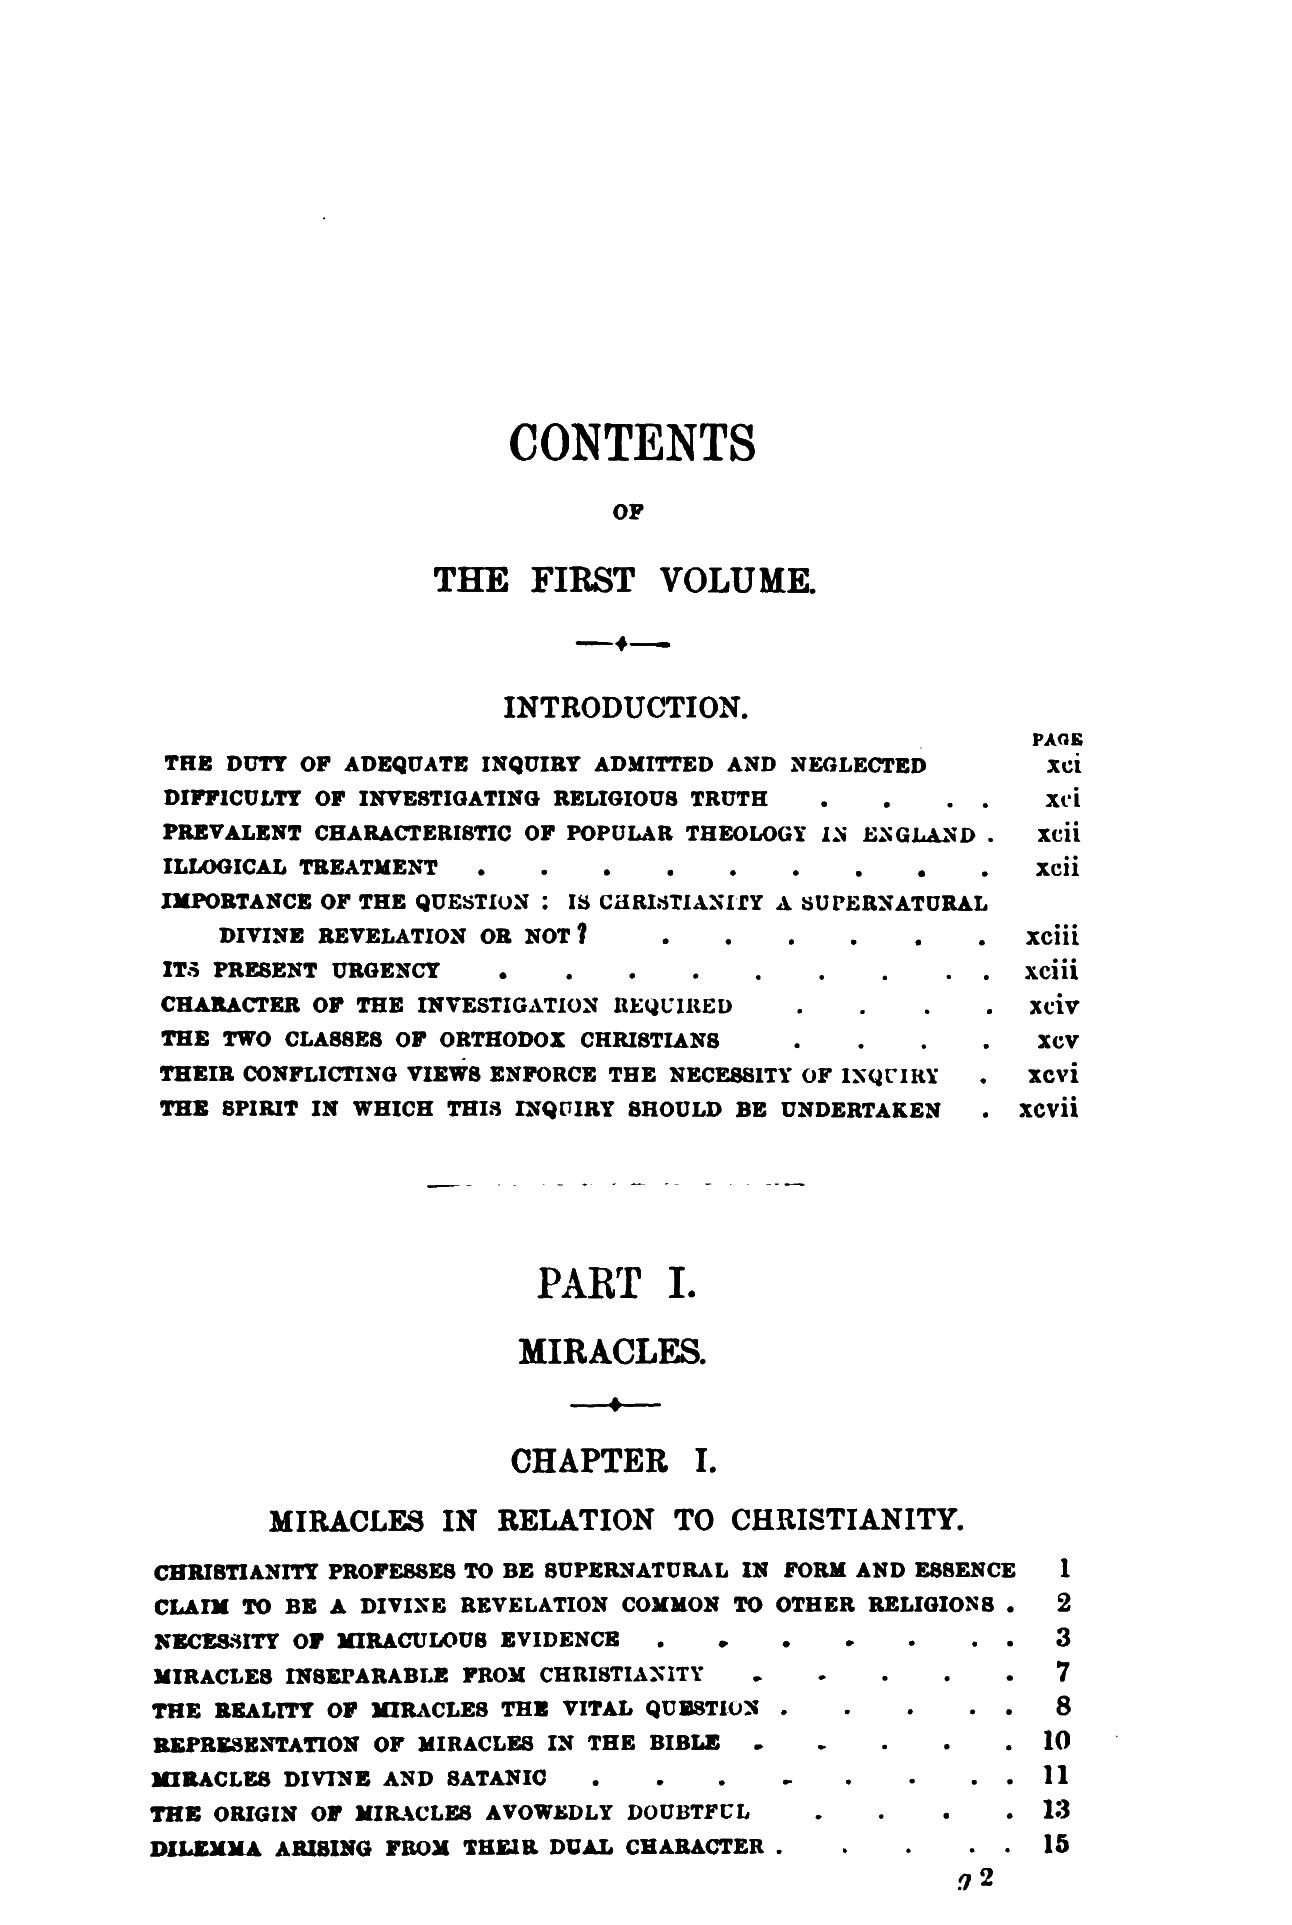 CONTENTS
OF
THE FIRST VOLUME.
INTRODUCTION.
PAGE
THE DUTY OF ADEQUATE INQUIRY ADMITTED AND NEGLECTED xci
DIFFICULTY OF INVESTIGATING RELIGIOUS TRUTH . . . . xci
PREVALENT CHARACTERISTIC OF POPULAR THEOLOGY IN ENGLAND . xcii
ILLOGICAL TREATMENT . . . . . . . . . xcii
IMPORTANCE OF THE QUESTION : IS CHRISTIANITY A SUPERNATURAL
DIVINE REVELATION OR NOT? . . . . . . xciii
ITS PRESENT URGENCY . . . . . . . . . xciii
CHARACTER OF THE INVESTIGATION REQUIRED . . . . xciv
THE TWO CLASSES OF ORTHODOX CHRISTIANS . . . . xcv
THEIR CONFLICTING VIEWS ENFORCE THE NECESSITY OF INQUIRY . xcvi
THE SPIRIT IN WHICH THIS INQUIRY SHOULD BE UNDERTAKEN . xcvii
PART I.
MIRACLES.
CHAPTER I.
MIRACLES IN RELATION TO CHRISTIANITY.
CHRISTIANITY PROFESSES TO BE SUPERNATURAL IN FORM AND ESSENCE 1
CLAIM TO BE A DIVINE REVELATION COMMON TO OTHER RELIGIONS . 2
NECESSITY OF MIRACULOUS EVIDENCE . . . . . . . 3
MIRACLES INSEPARABLE FROM CHRISTIANITY . . . . . 7
THE REALITY OF MIRACLES THE VITAL QUESTION . . . . . 8
REPRESENTATION OF MIRACLES IN THE BIBLE . . . . . 10
MIRACLES DIVINE AND SATANIC . . . . . . . . 11
THE ORIGIN OF MIRACLES AVOWEDLY DOUBTFUL . . . . 13
DILEMMA ARISING FROM THEIR DUAL CHARACTER . . . . . 15
2